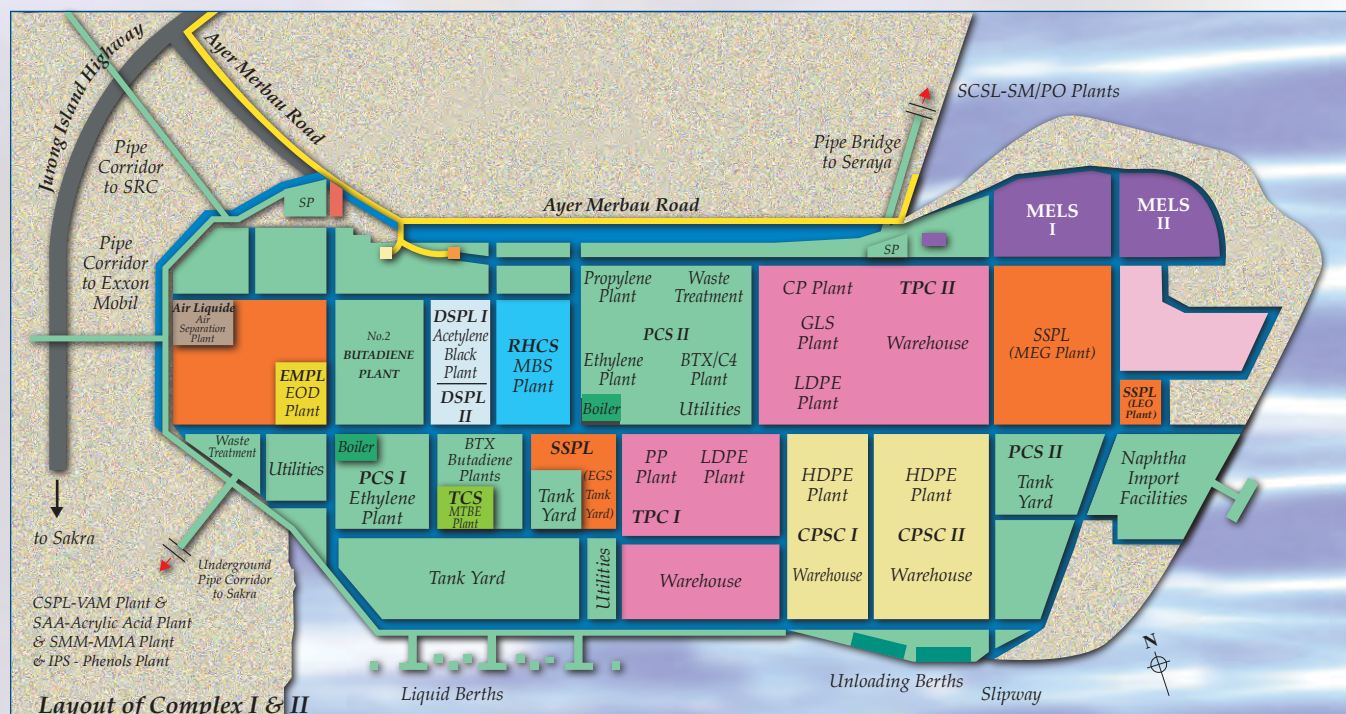 Jurong Island Highway
Ayer Merbau Road
Pipe
Corridor
to SRC
Pipe
Corridor
to Exxon
Mobil
SP
Ayer Merbau Road
Pipe Bridge
to Seraya
SCSL-SM/PO Plants
SP
MELS
I
MELS
II
Air Liquide
Air
Separation
Plant
EMPL
EOD
Plant
No.2
BUTADIENE
PLANT
DSPL I
Acetylene
Black
Plant
DSPL
II
RHCS
MBS
Plant
Propylene
Plant
Waste
Treatment
PCS II
Ethylene
Plant
BTX/C4
Plant
Boiler
Utilities
CP Plant
TPC II
GLS
Plant
Warehouse
LDPE
Plant
SSPL
(MEG Plant)
SSPL
(LEO
Plant)
Waste
Treatment
Utilities
Boiler
PCS I
Ethylene
Plant
BTX
Butadiene
Plants
TCS
MTBE
Plant
SSPL
(EGS
Tank
Yard)
Tank
Yard
PP
Plant
LDPE
Plant
TPC I
HDPE
Plant
CPSC I
Warehouse
HDPE
Plant
CPSC II
Warehouse
PCS II
Tank
Yard
Naphtha
Import
Facilities
Tank Yard
Utilities
Warehouse
to Sakra
Underground
Pipe Corridor
to Sakra
CSPL-VAM Plant &
SAA-Acrylic Acid Plant
& SMM-MMA Plant
& IPS - Phenols Plant
Liquid Berths
Unloading Berths
Slipway
N
Layout of Complex I & II